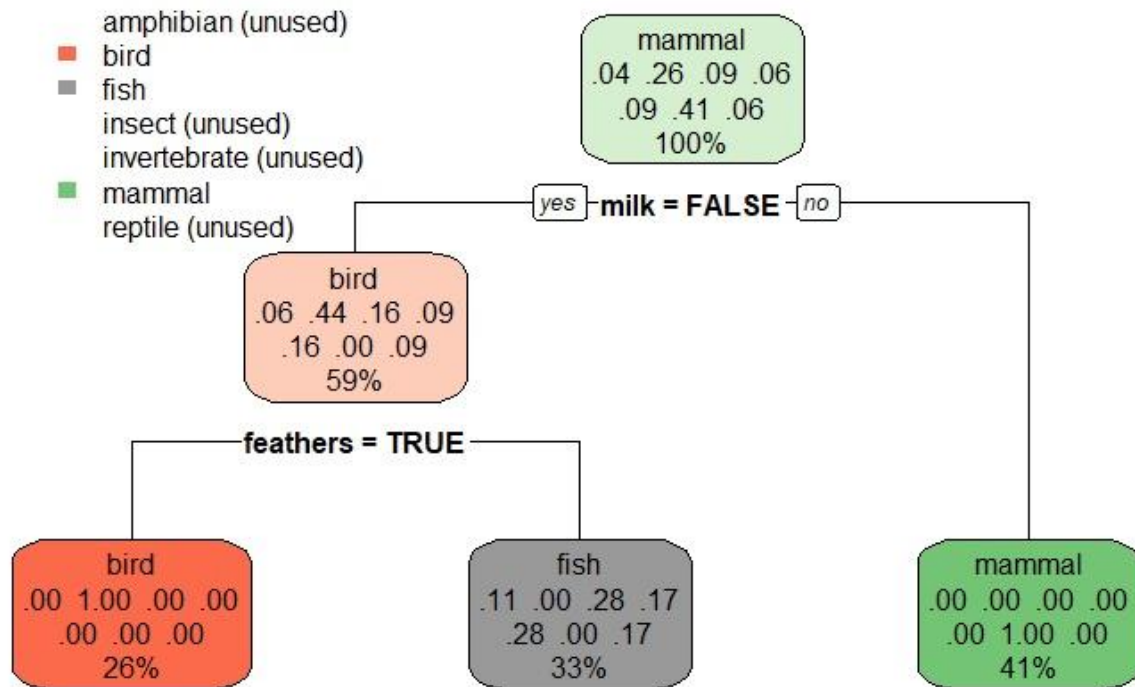 amphibian (unused)
bird
fish
insect (unused)
invertebrate (unused)
mammal
reptile (unused)
mammal
.04 .26 .09 .06
.09 .41 .06
100%
yes milk = FALSE no
bird
.06 .44 .16 .09
.16 .00 .09
59%
feathers = TRUE
bird
.00 1.00 .00 .00
.00 .00 .00
26%
fish
.11 .00 .28 .17
.28 .00 .17
33%
mammal
.00 .00 .00 .00
.00 1.00 .00
41%